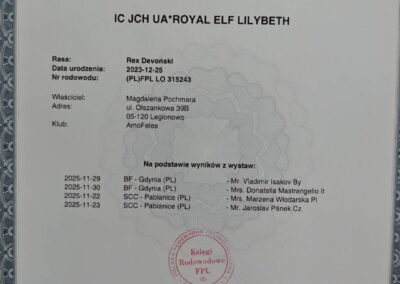 IC JCH UA*ROYAL ELF LILYBETH
Rasa: Rex Devoński
Data urodzenia: 2023-12-25
Nr rodowodu: (PL)FPL LO 315243
Właściciel: Magdalena Pochmara
Adres: ul. Olszankowa 39B
05-120 Legionowo
Klub: AmoFeles
Na podstawie wyników z wystaw:
2025-11-29 BF - Gdynia (PL) - Mr. Vladimir Isakov By
2025-11-30 BF - Gdynia (PL) - Mrs. Donatella Mastrangelio It
2025-11-22 SCC - Pabianice (PL) - Mrs. Marzena Włodarska Pl
2025-11-23 SCC - Pabianice (PL) - Mr. Jaroslav Pánek Cz
Księgi
Rodowodowe
FPL